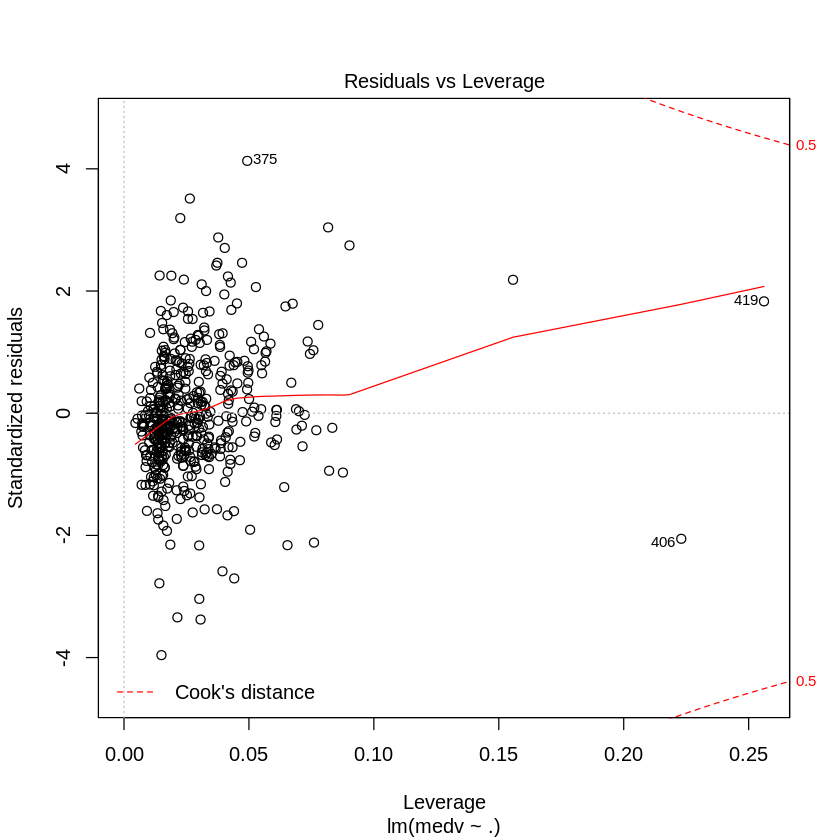 Residuals vs Leverage
Standardized residuals
4
2
0
-2
-4
375
419
406
0.5
0.5
Cook's distance
0.00 0.05 0.10 0.15 0.20 0.25
Leverage
lm(medv ~ .)